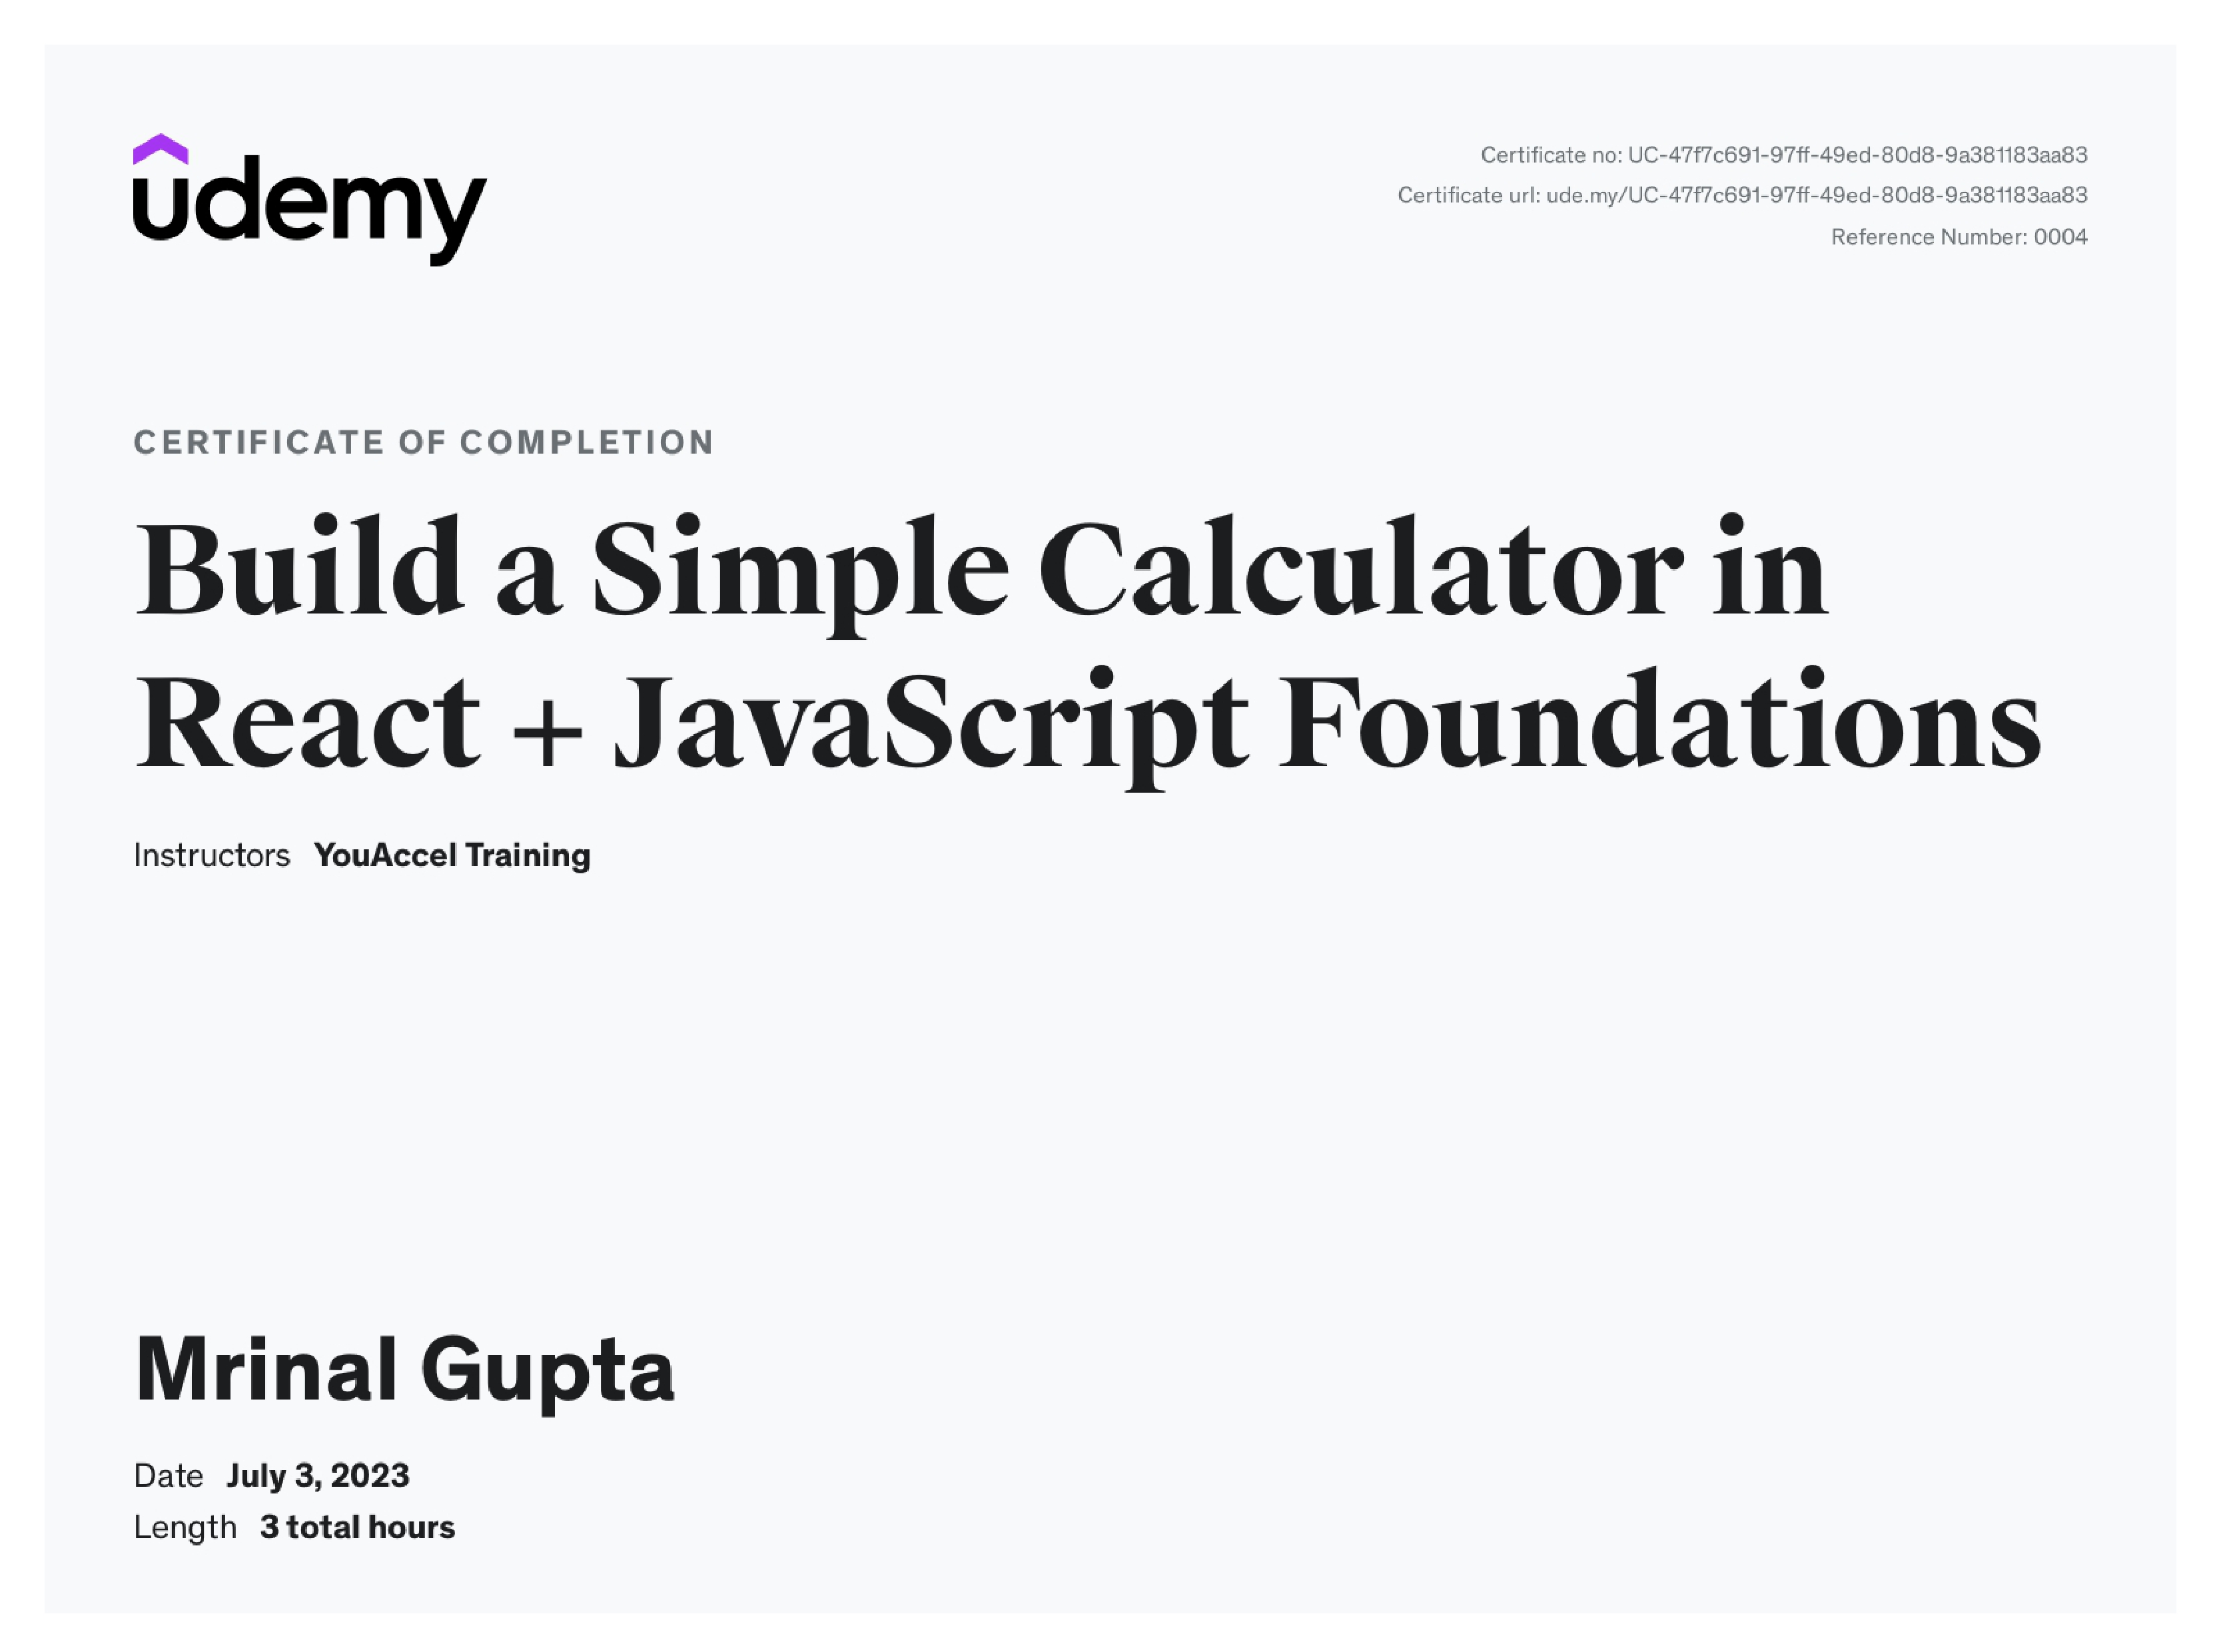 udemy
Certificate no: UC-47f7c691-97ff-49ed-80d8-9a381183aa83
Certificate url: ude.my/UC-47f7c691-97ff-49ed-80d8-9a381183aa83
Reference Number: 0004
CERTIFICATE OF COMPLETION
Build a Simple Calculator in
React + JavaScript Foundations
Instructors YouAccel Training
Mrinal Gupta
Date July 3, 2023
Length 3 total hours